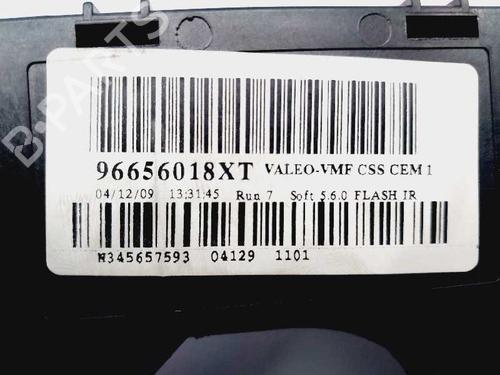 B-PARTS
96656018XT VALEO-VMF CSS CEM 1
04/12/09 13:31:45 Run 7 Soft 5.6.0 FLASH IR
N345657593 04129 1101